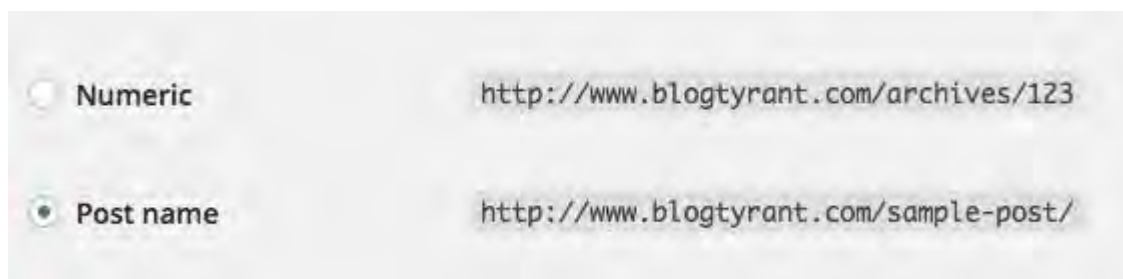 Numeric http://www.blogtyrant.com/archives/123
Post name http://www.blogtyrant.com/sample-post/